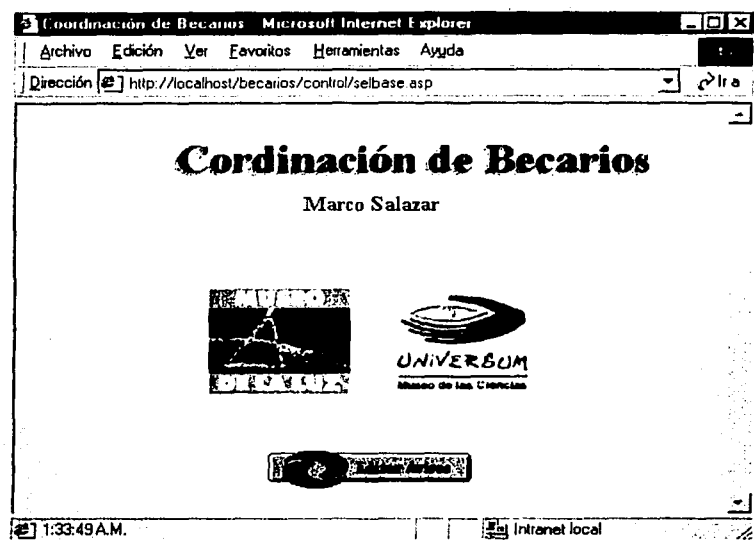 Coordinación de Becarios Microsoft Internet Explorer
Archivo Edición Ver Favoritos Herramientas Ayuda
Dirección http://localhost/becarios/control/selbase.asp Ir a
Cordinación de Becarios
Marco Salazar
UNiVERSUM
Museo de las Ciencias
1:33:49 A.M. Intranet local